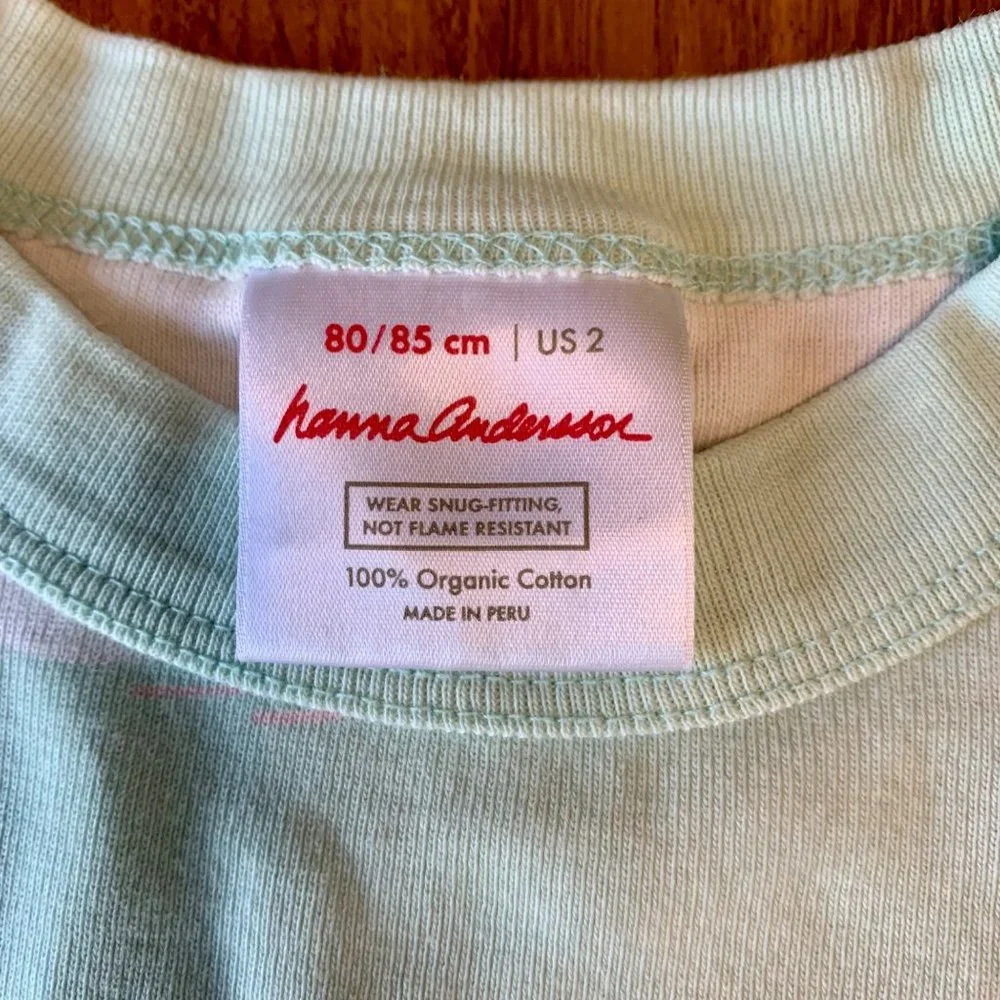 80/85 cm | US 2
hanna Andersson
WEAR SNUG-FITTING,
NOT FLAME RESISTANT
100% Organic Cotton
MADE IN PERU